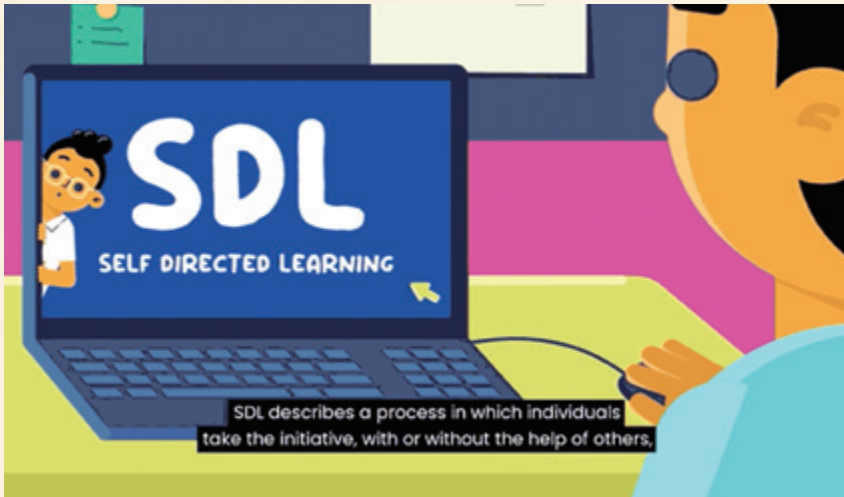 SDL
SELF DIRECTED LEARNING
SDL describes a process in which individuals
take the initiative, with or without the help of others,